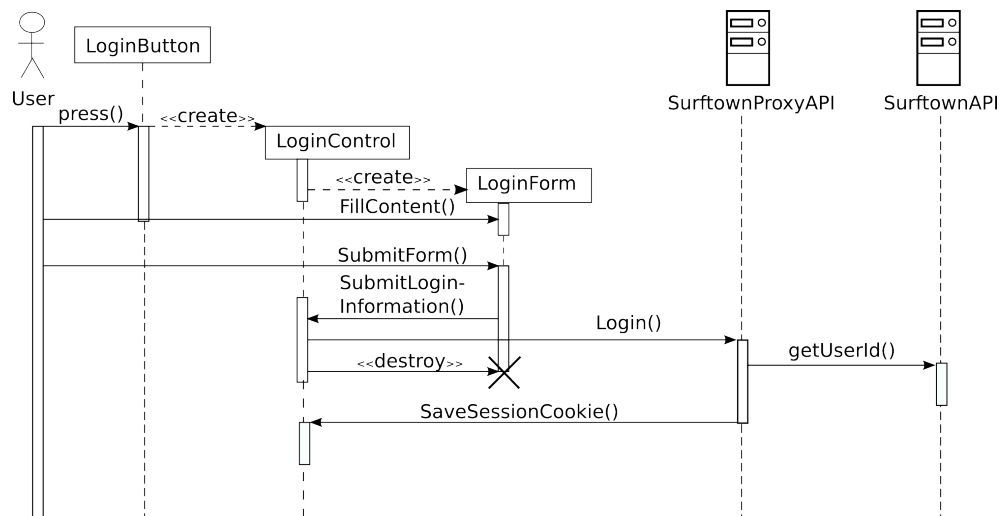 LoginButton
User
SurftownProxyAPI
SurftownAPI
press()
<<create>>
LoginControl
<<create>>
LoginForm
FillContent()
SubmitForm()
SubmitLogin-
Information()
Login()
getUserId()
<<destroy>>
SaveSessionCookie()